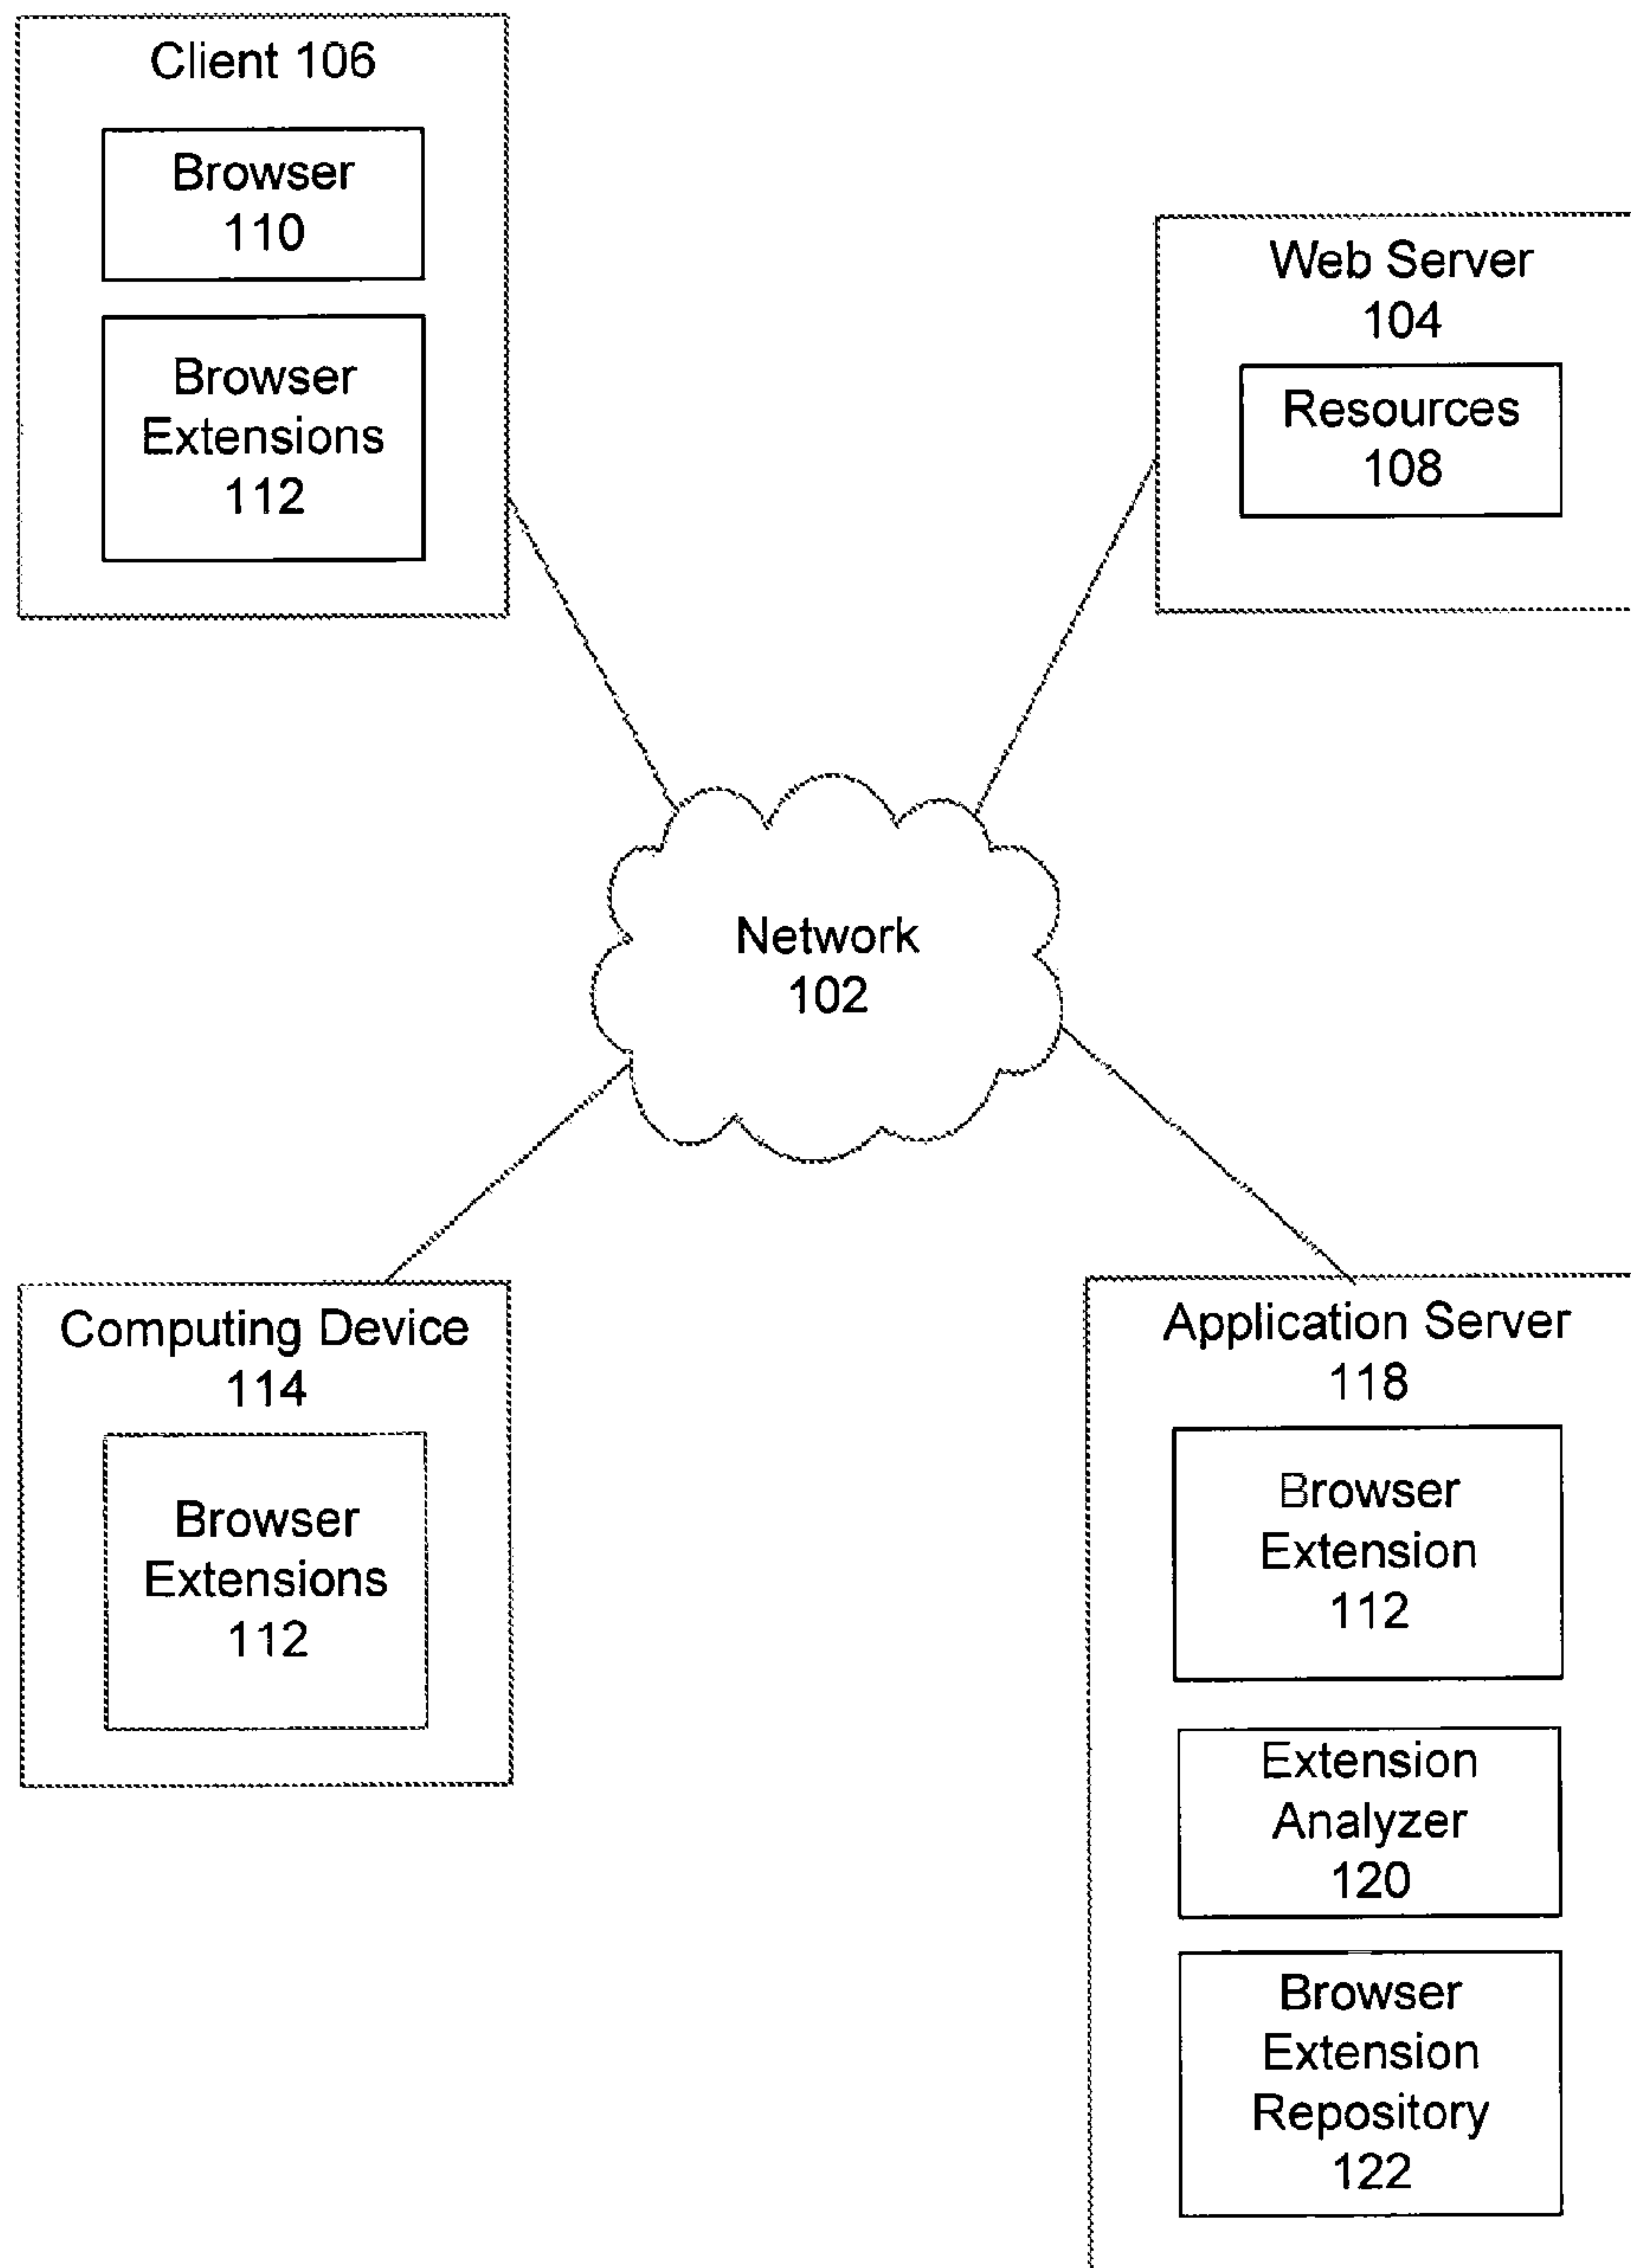 Client 106
Browser
110
Browser
Extensions
112
Web Server
104
Resources
108
Network
102
Computing Device
114
Browser
Extensions
112
Application Server
118
Browser
Extension
112
Extension
Analyzer
120
Browser
Extension
Repository
122